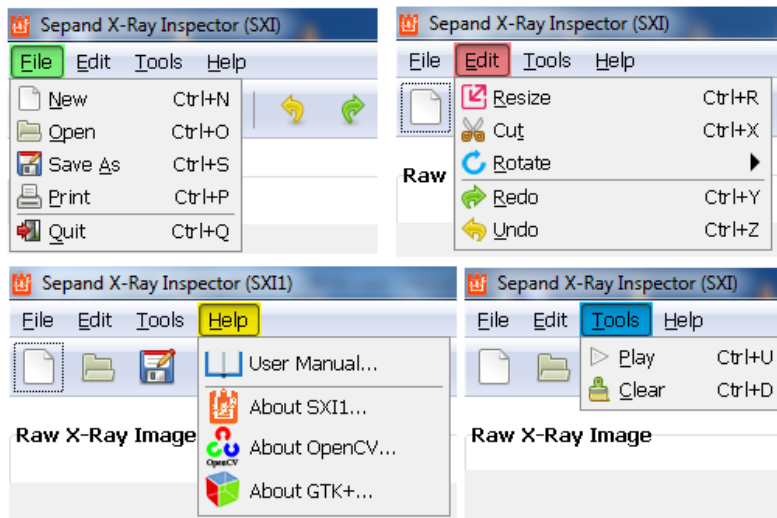 Sepand X-Ray Inspector (SXI)
File Edit Tools Help
New Ctrl+N
Open Ctrl+O
Save As Ctrl+S
Print Ctrl+P
Quit Ctrl+Q
Sepand X-Ray Inspector (SXI)
File Edit Tools Help
Resize Ctrl+R
Cut Ctrl+X
Rotate
Redo Ctrl+Y
Undo Ctrl+Z
Raw
Sepand X-Ray Inspector (SXI1)
File Edit Tools Help
User Manual...
About SXI1...
About OpenCV...
OpenCV
About GTK+...
Raw X-Ray Image
Sepand X-Ray Inspector (SXI)
File Edit Tools Help
Play Ctrl+U
Clear Ctrl+D
Raw X-Ray Image